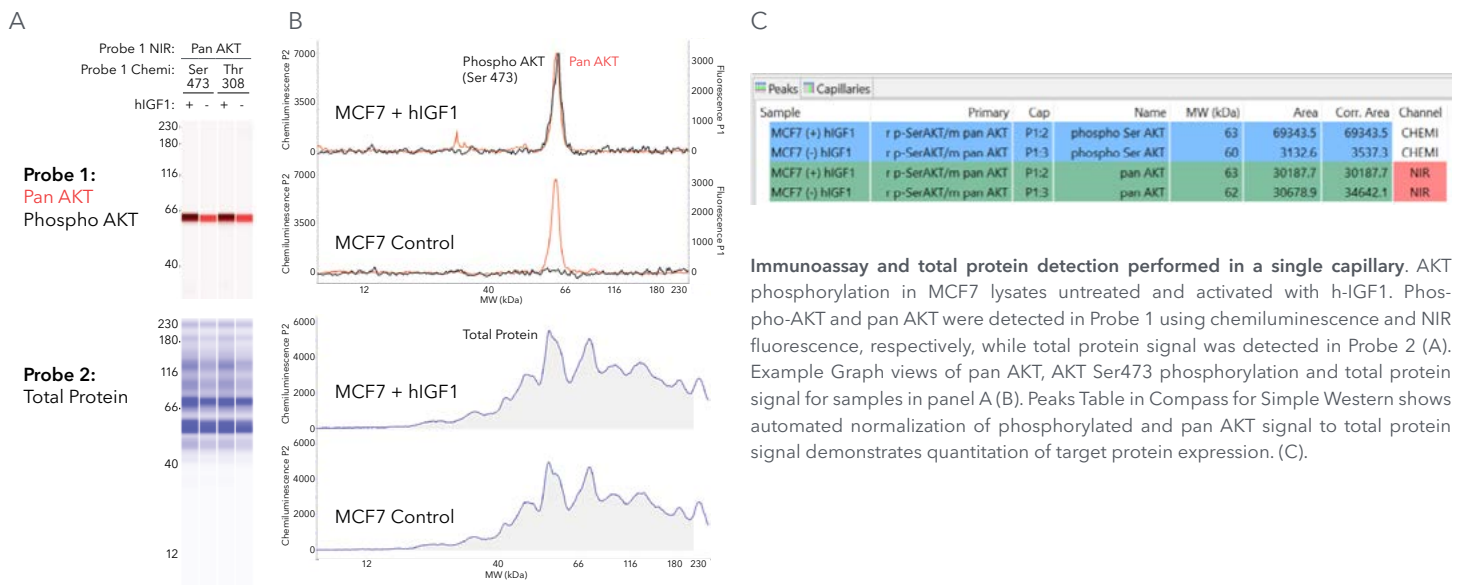 A
Probe 1 NIR: Pan AKT
Probe 1 Chemi: Ser 473 Thr 308
hIGF1: + - + -
230
180
116
66
40
Probe 1:
Pan AKT
Phospho AKT
230
180
116
66
40
12
Probe 2:
Total Protein
B
Chemiluminescence P2
7000
3500
0
MCF7 + hIGF1
Phospho AKT
(Ser 473)
Pan AKT
3000
2000
1000
0
Fluorescence P1
Chemiluminescence P2
7000
3500
0
MCF7 Control
3000
2000
1000
0
Fluorescence P1
12 40 66 116 180 230
MW (kDa)
Chemiluminescence P2
6000
4000
2000
0
Total Protein
MCF7 + hIGF1
Chemiluminescence P2
6000
4000
2000
0
MCF7 Control
12 40 66 116 180 230
MW (kDa)
C
Peaks Capillaries
Sample Primary Cap Name MW (kDa) Area Corr. Area Channel
MCF7 (+) hIGF1 r p-SerAKT/m pan AKT P1:2 phospho Ser AKT 63 69343.5 69343.5 CHEMI
MCF7 (-) hIGF1 r p-SerAKT/m pan AKT P1:3 phospho Ser AKT 60 3132.6 3537.3 CHEMI
MCF7 (+) hIGF1 r p-SerAKT/m pan AKT P1:2 pan AKT 63 30187.7 30187.7 NIR
MCF7 (-) hIGF1 r p-SerAKT/m pan AKT P1:3 pan AKT 62 30678.9 34642.1 NIR
Immunoassay and total protein detection performed in a single capillary. AKT
phosphorylation in MCF7 lysates untreated and activated with h-IGF1. Phos-
pho-AKT and pan AKT were detected in Probe 1 using chemiluminescence and NIR
fluorescence, respectively, while total protein signal was detected in Probe 2 (A).
Example Graph views of pan AKT, AKT Ser473 phosphorylation and total protein
signal for samples in panel A (B). Peaks Table in Compass for Simple Western shows
automated normalization of phosphorylated and pan AKT signal to total protein
signal demonstrates quantitation of target protein expression. (C).